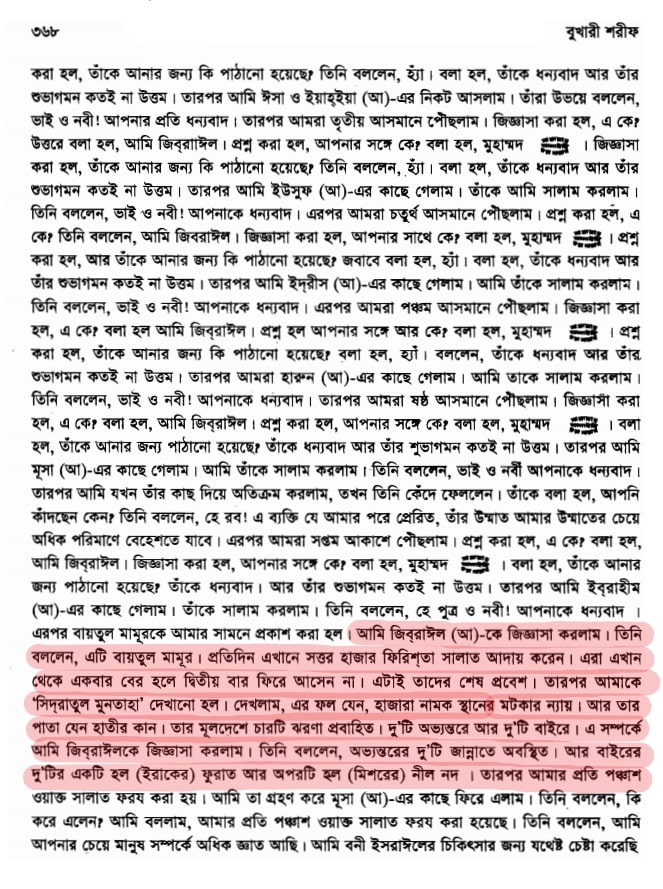 ৩৬৮ বুখারী শরীফ
করা হল, তাঁকে আনার জন্য কি পাঠানো হয়েছে? তিনি বললেন, হ্যাঁ। বলা হল, তাঁকে ধন্যবাদ আর তাঁর
শুভাগমন কতই না উত্তম। তারপর আমি ঈসা ও ইয়াহ্ইয়া (আ)-এর নিকট আসলাম। তাঁরা উভয়ে বললেন,
ভাই ও নবী! আপনার প্রতি ধন্যবাদ। তারপর আমরা তৃতীয় আসমানে পৌঁছলাম। জিজ্ঞাসা করা হল, এ কে?
উত্তরে বলা হল, আমি জিব্‌রাঈল। প্রশ্ন করা হল, আপনার সঙ্গে কে? বলা হল, মুহাম্মদ । জিজ্ঞাসা
করা হল, তাঁকে আনার জন্য কি পাঠানো হয়েছে? তিনি বললেন, হ্যাঁ। বলা হল, তাঁকে ধন্যবাদ আর তাঁর
শুভাগমন কতই না উত্তম। তারপর আমি ইউসুফ (আ)-এর কাছে গেলাম। তাঁকে আমি সালাম করলাম।
তিনি বললেন, ভাই ও নবী! আপনাকে ধন্যবাদ। এরপর আমরা চতুর্থ আসমানে পৌঁছলাম। প্রশ্ন করা হল, এ
কে? তিনি বললেন, আমি জিবরাঈল। জিজ্ঞাসা করা হল, আপনার সাথে কে? বলা হল, মুহাম্মদ । প্রশ্ন
করা হল, আর তাঁকে আনার জন্য কি পাঠানো হয়েছে? জবাবে বলা হল, হ্যাঁ। বলা হল, তাঁকে ধন্যবাদ আর
তাঁর শুভাগমন কতই না উত্তম। তারপর আমি ইদ্‌রীস (আ)-এর কাছে গেলাম। আমি তাঁকে সালাম করলাম।
তিনি বললেন, ভাই ও নবী! আপনাকে ধন্যবাদ। এরপর আমরা পঞ্চম আসমানে পৌঁছলাম। জিজ্ঞাসা করা
হল, এ কে? বলা হল আমি জিব্‌রাঈল। প্রশ্ন হল আপনার সঙ্গে আর কে? বলা হল, মুহাম্মদ । প্রশ্ন
করা হল, তাঁকে আনার জন্য কি পাঠানো হয়েছে? বলা হল, হ্যাঁ। বললেন, তাঁকে ধন্যবাদ আর তাঁর
শুভাগমন কতই না উত্তম। তারপর আমরা হারুন (আ)-এর কাছে গেলাম। আমি তাকে সালাম করলাম।
তিনি বললেন, ভাই ও নবী! আপনাকে ধন্যবাদ। তারপর আমরা ষষ্ঠ আসমানে পৌঁছলাম। জিজ্ঞাসা করা
হল, এ কে? বলা হল, আমি জিব্‌রাঈল। প্রশ্ন করা হল, আপনার সঙ্গে কে? বলা হল, মুহাম্মদ । বলা
হল, তাঁকে আনার জন্য পাঠানো হয়েছে? তাঁকে ধন্যবাদ আর তাঁর শুভাগমন কতই না উত্তম। তারপর আমি
মূসা (আ)-এর কাছে গেলাম। আমি তাঁকে সালাম করলাম। তিনি বললেন, ভাই ও নবী আপনাকে ধন্যবাদ।
তারপর আমি যখন তাঁর কাছ দিয়ে অতিক্রম করলাম, তখন তিনি কেঁদে ফেললেন। তাঁকে বলা হল, আপনি
কাঁদছেন কেন? তিনি বললেন, হে রব! এ ব্যক্তি যে আমার পরে প্রেরিত, তাঁর উম্মাত আমার উম্মাতের চেয়ে
অধিক পরিমাণে বেহেশতে যাবে। এরপর আমরা সপ্তম আকাশে পৌঁছলাম। প্রশ্ন করা হল, এ কে? বলা হল,
আমি জিব্‌রাঈল। জিজ্ঞাসা করা হল, আপনার সঙ্গে কে? বলা হল, মুহাম্মদ । বলা হল, তাঁকে আনার
জন্য পাঠানো হয়েছে? তাঁকে ধন্যবাদ। আর তাঁর শুভাগমন কতই না উত্তম। তারপর আমি ইব্‌রাহীম
(আ)-এর কাছে গেলাম। তাঁকে সালাম করলাম। তিনি বললেন, হে পুত্র ও নবী! আপনাকে ধন্যবাদ ।
এরপর বায়তুল মামূরকে আমার সামনে প্রকাশ করা হল। আমি জিব্‌রাঈল (আ)-কে জিজ্ঞাসা করলাম। তিনি
বললেন, এটি বায়তুল মামূর। প্রতিদিন এখানে সত্তর হাজার ফিরিশ্‌তা সালাত আদায় করেন। এরা এখান
থেকে একবার বের হলে দ্বিতীয় বার ফিরে আসেন না। এটাই তাদের শেষ প্রবেশ। তারপর আমাকে
‘সিদ্‌রাতুল মুনতাহা’ দেখানো হল। দেখলাম, এর ফল যেন, হাজারা নামক স্থানের মটকার ন্যায়। আর তার
পাতা যেন হাতীর কান। তার মূলদেশে চারটি ঝরণা প্রবাহিত। দু'টি অভ্যন্তরে আর দু'টি বাইরে। এ সম্পর্কে
আমি জিব্‌রাঈলকে জিজ্ঞাসা করলাম। তিনি বললেন, অভ্যন্তরের দু'টি জান্নাতে অবস্থিত। আর বাইরের
দু'টির একটি হল (ইরাকের) ফুরাত আর অপরটি হল (মিশরের) নীল নদ । তারপর আমার প্রতি পঞ্চাশ
ওয়াক্ত সালাত ফরয করা হয়। আমি তা গ্রহণ করে মূসা (আ)-এর কাছে ফিরে এলাম। তিনি বললেন, কি
করে এলেন? আমি বললাম, আমার প্রতি পঞ্চাশ ওয়াক্ত সালাত ফরয করা হয়েছে। তিনি বললেন, আমি
আপনার চেয়ে মানুষ সম্পর্কে অধিক জ্ঞাত আছি। আমি বনী ইসরাঈলের চিকিৎসার জন্য যথেষ্ট চেষ্টা করেছি